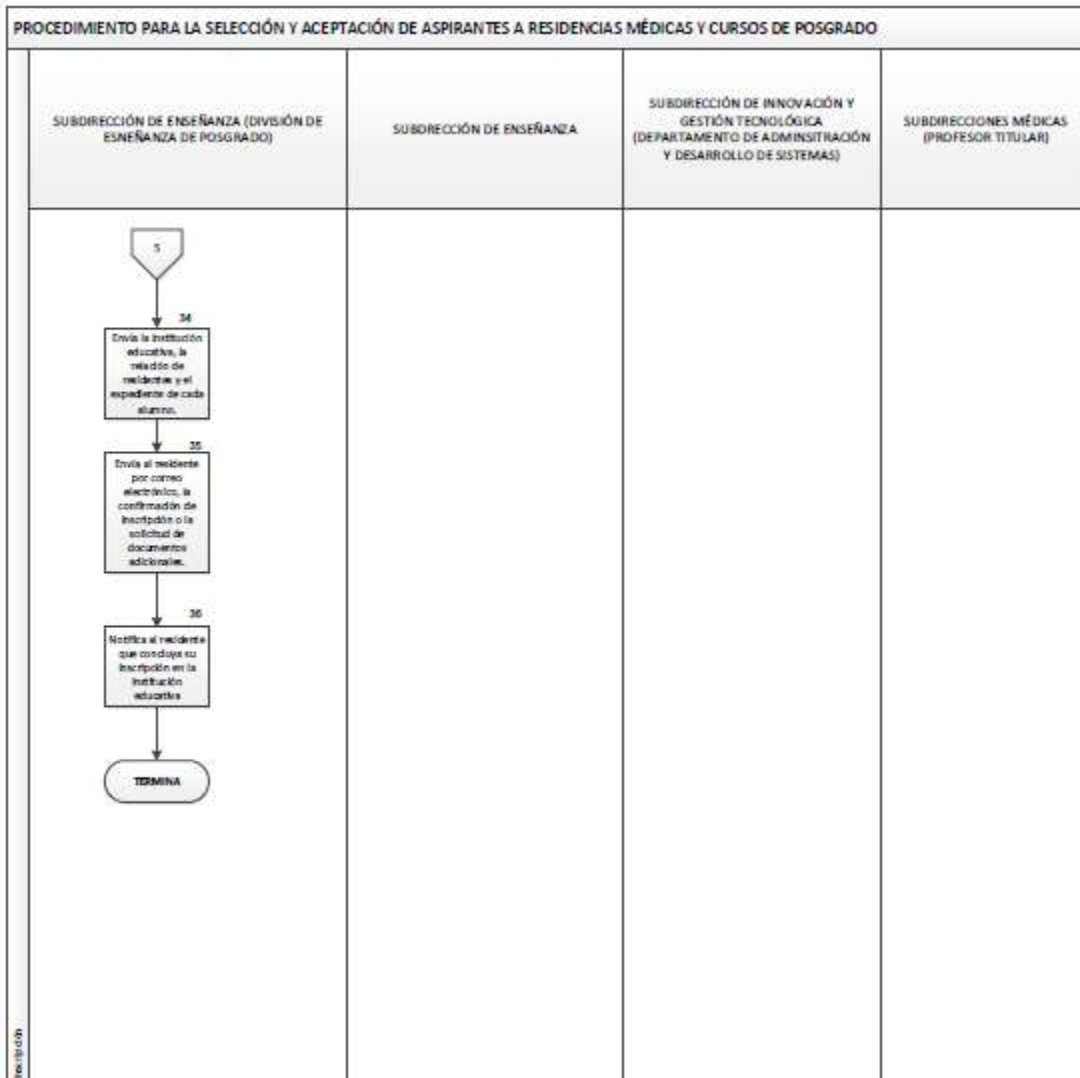 PROCEDIMIENTO PARA LA SELECCIÓN Y ACEPTACIÓN DE ASPIRANTES A RESIDENCIAS MÉDICAS Y CURSOS DE POSGRADO
SUBDIRECCIÓN DE ENSEÑANZA (DIVISIÓN DE
ESNEÑANZA DE POSGRADO)
SUBDRECCIÓN DE ENSEÑANZA
SUBDIRECCIÓN DE INNOVACIÓN Y
GESTIÓN TECNOLÓGICA
(DEPARTAMENTO DE ADMINSITRACIÓN
Y DESARROLLO DE SISTEMAS)
SUBDIRECCIONES MÉDICAS
(PROFESOR TITULAR)
5
34
Envía la institución
educativa, la
relación de
residentes y el
expediente de cada
alumno.
35
Envía al residente
por correo
electrónico, la
confirmación de
inscripción o la
solicitud de
documentos
adicionales.
36
Notifica al residente
que concluya su
inscripción en la
institución
educativa
TERMINA